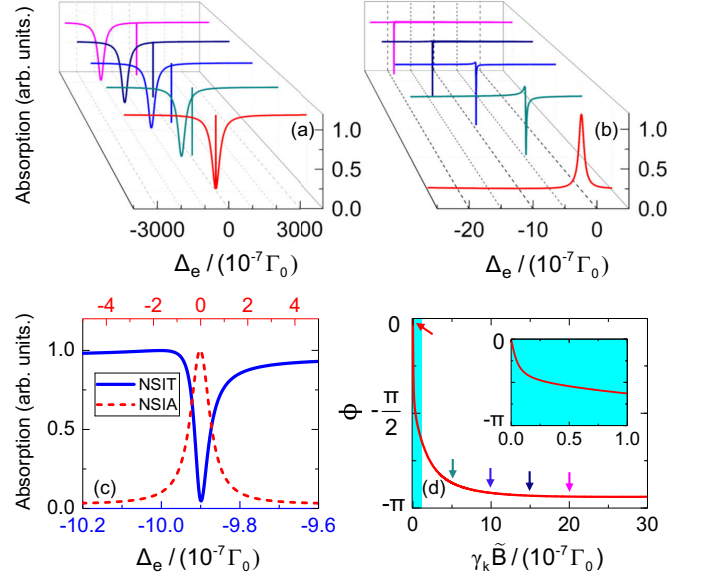 Absorption (arb. units.)
(a)
1.0
0.5
0.0
-3000 0 3000
Δe / (10-7 Γ0)
(b)
1.0
0.5
0.0
-20 -10 0
Δe / (10-7 Γ0)
-4 -2 0 2 4
Absorption (arb. units.)
1.0
0.5
0.0
NSIT
NSIA
(c)
-10.2 -10.0 -9.8 -9.6
Δe / (10-7 Γ0)
ϕ
0
-π/2
-π
0
-π
0.0 0.5 1.0
(d)
0 10 20 30
γk B̃ / (10-7 Γ0)